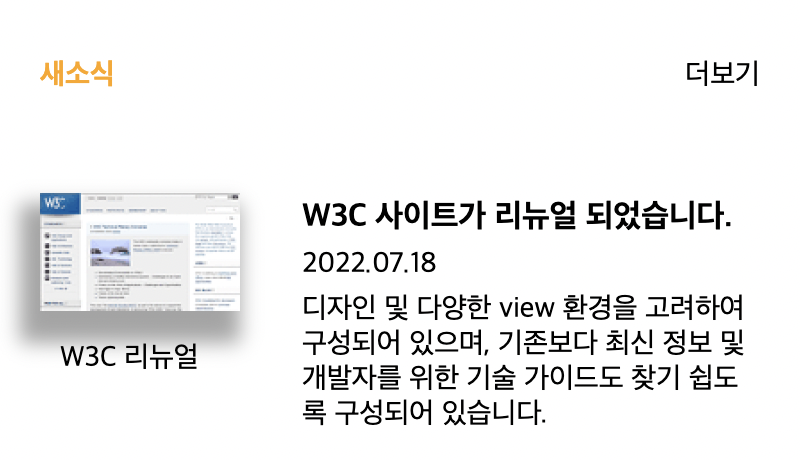 새소식
더보기
W3C
W3C 리뉴얼
W3C 사이트가 리뉴얼 되었습니다.
2022.07.18
디자인 및 다양한 view 환경을 고려하여
구성되어 있으며, 기존보다 최신 정보 및
개발자를 위한 기술 가이드도 찾기 쉽도
록 구성되어 있습니다.